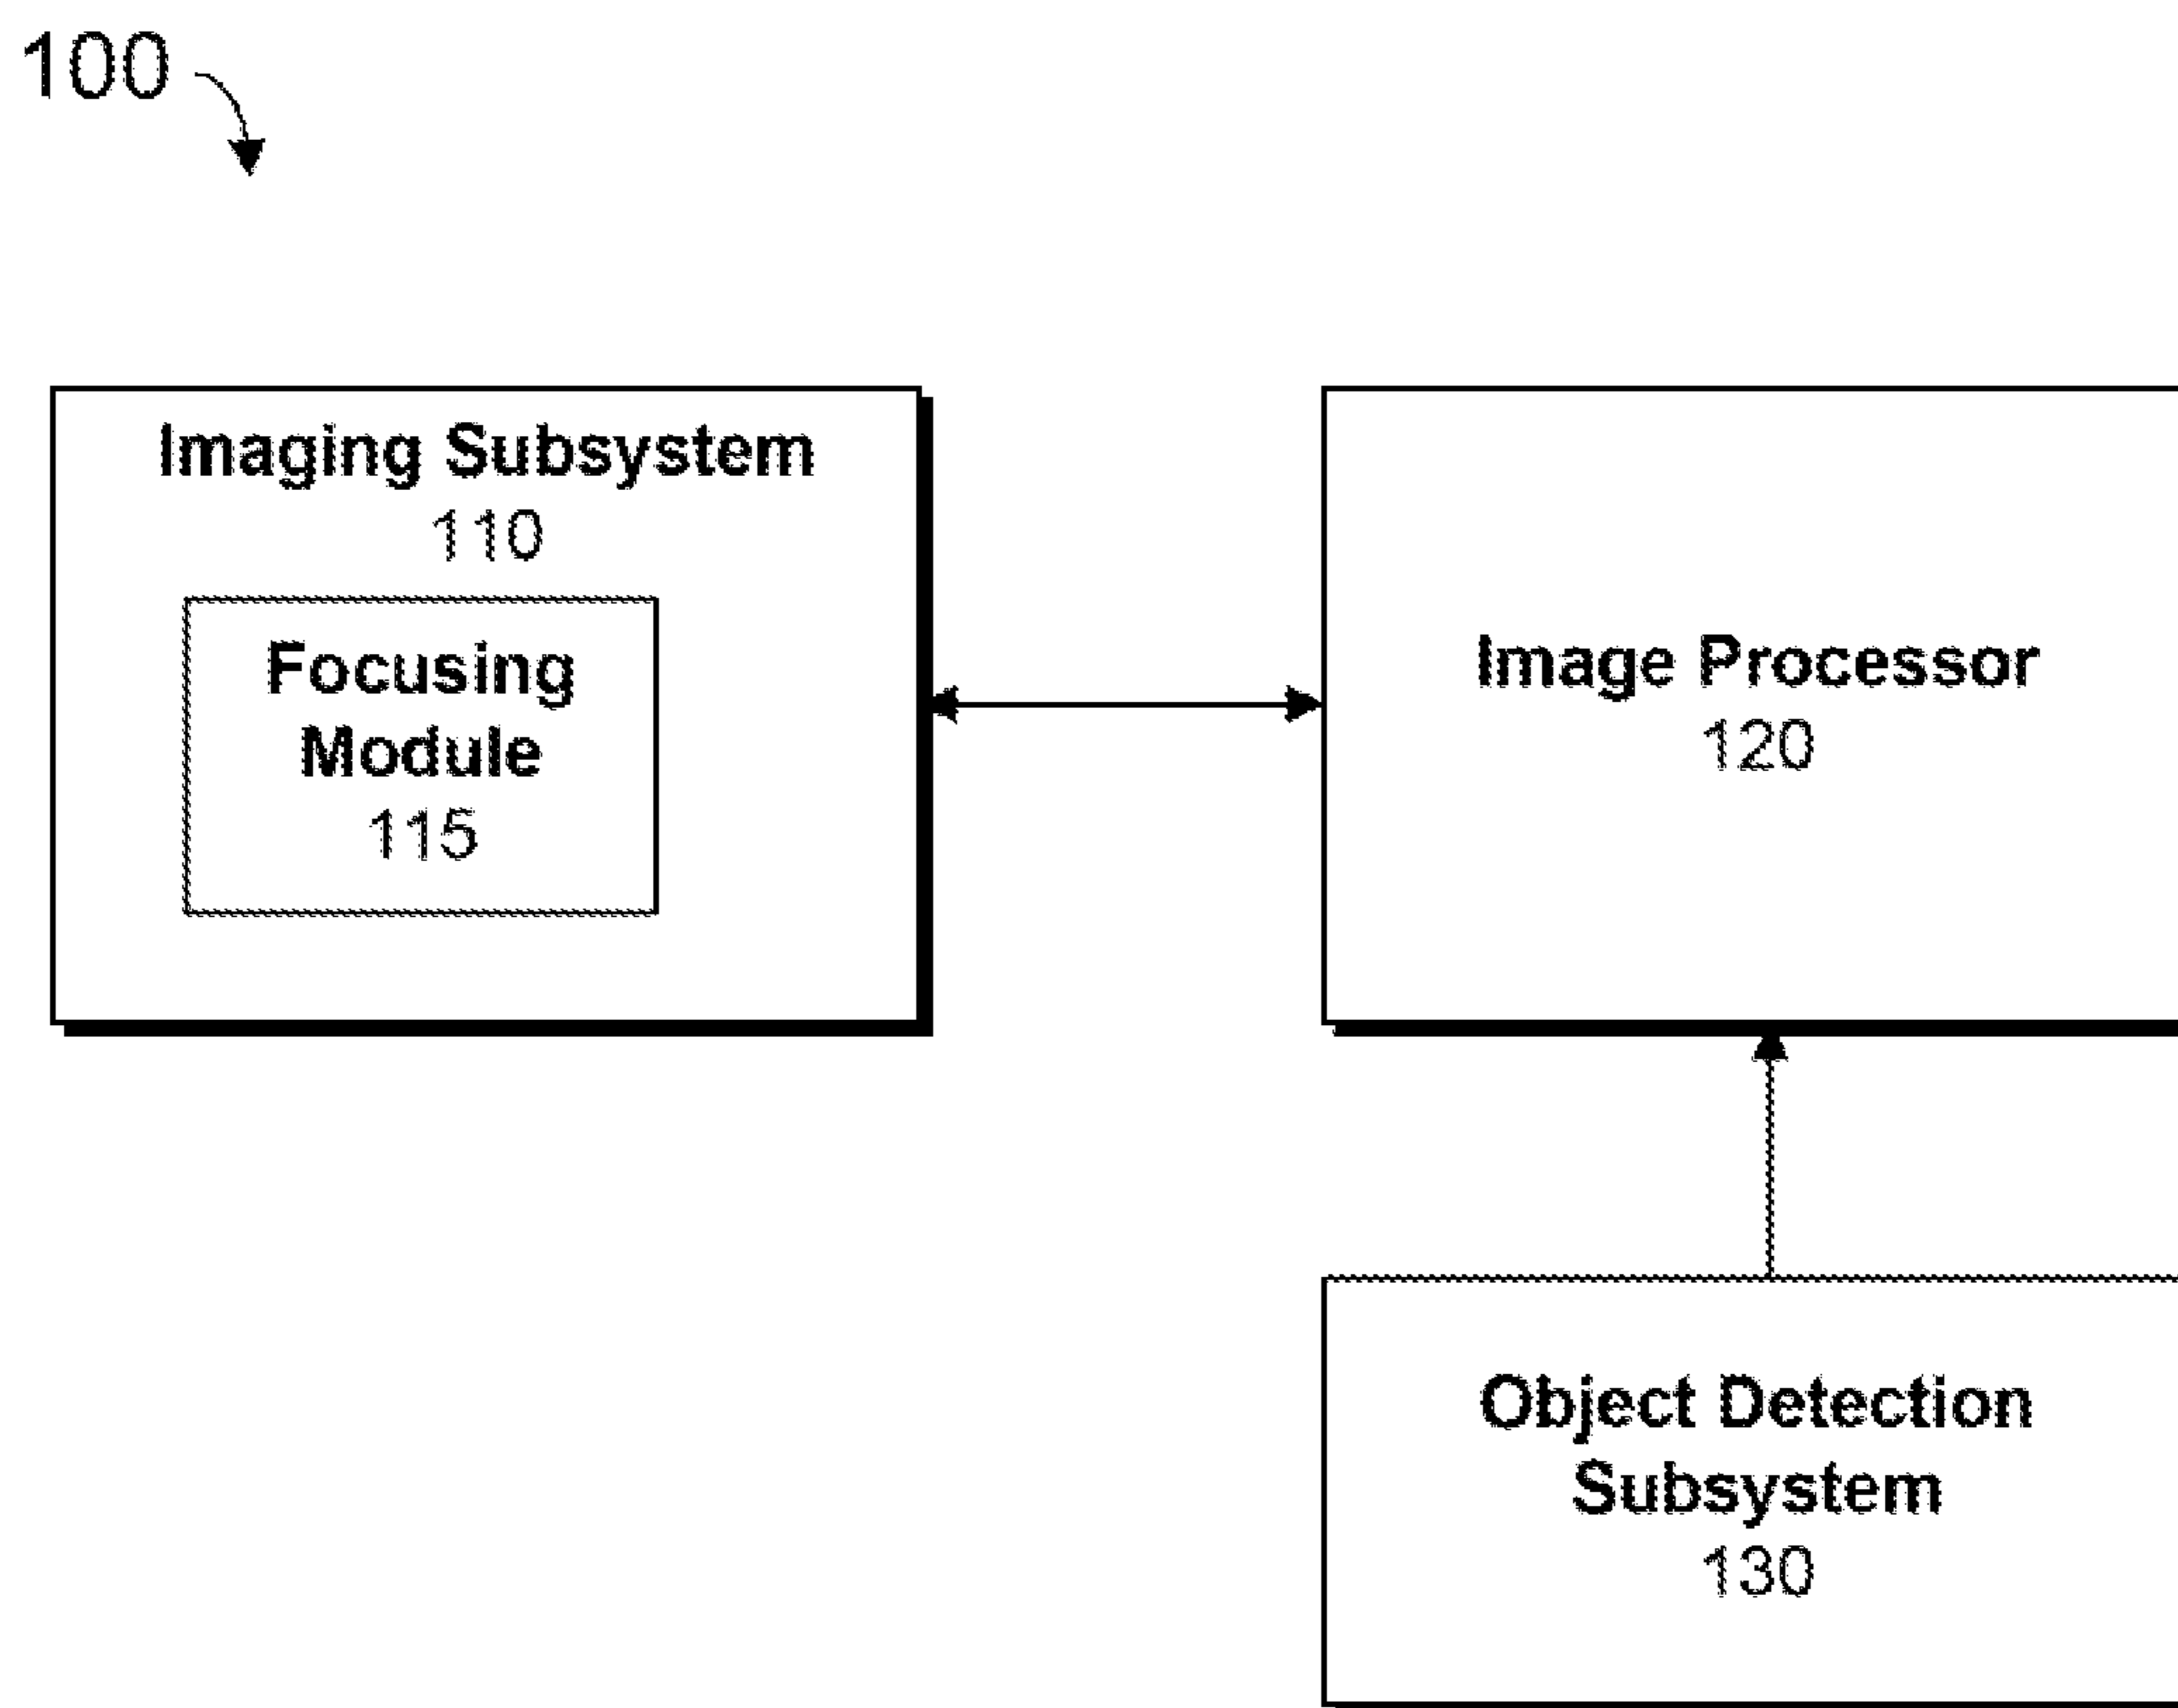 100
Imaging Subsystem
110
Focusing
Module
115
Image Processor
120
Object Detection
Subsystem
130